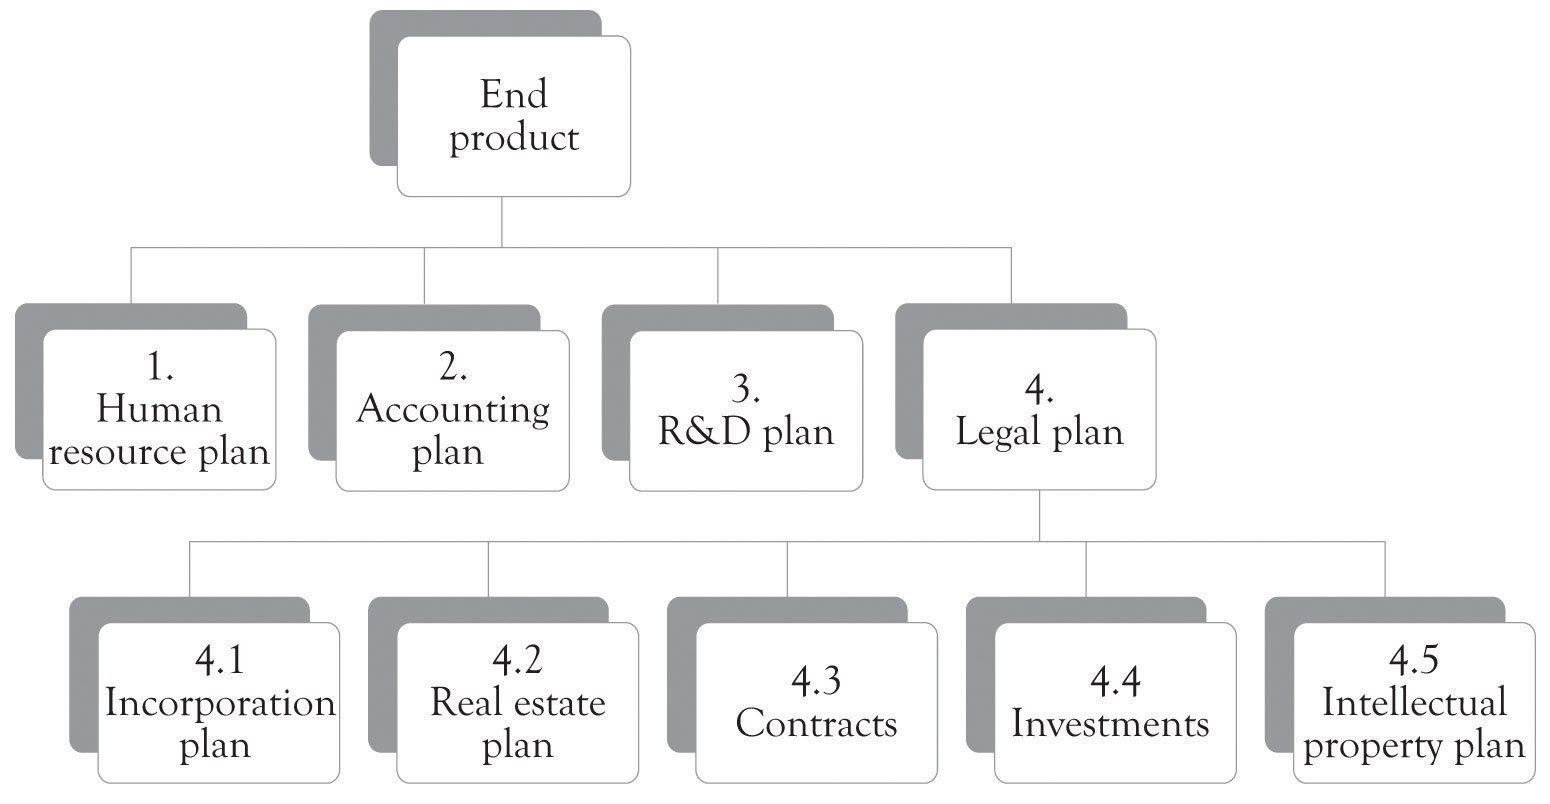 End
product
1.
Human
resource plan
2.
Accounting
plan
3.
R&D plan
4.
Legal plan
4.1
Incorporation
plan
4.2
Real estate
plan
4.3
Contracts
4.4
Investments
4.5
Intellectual
property plan